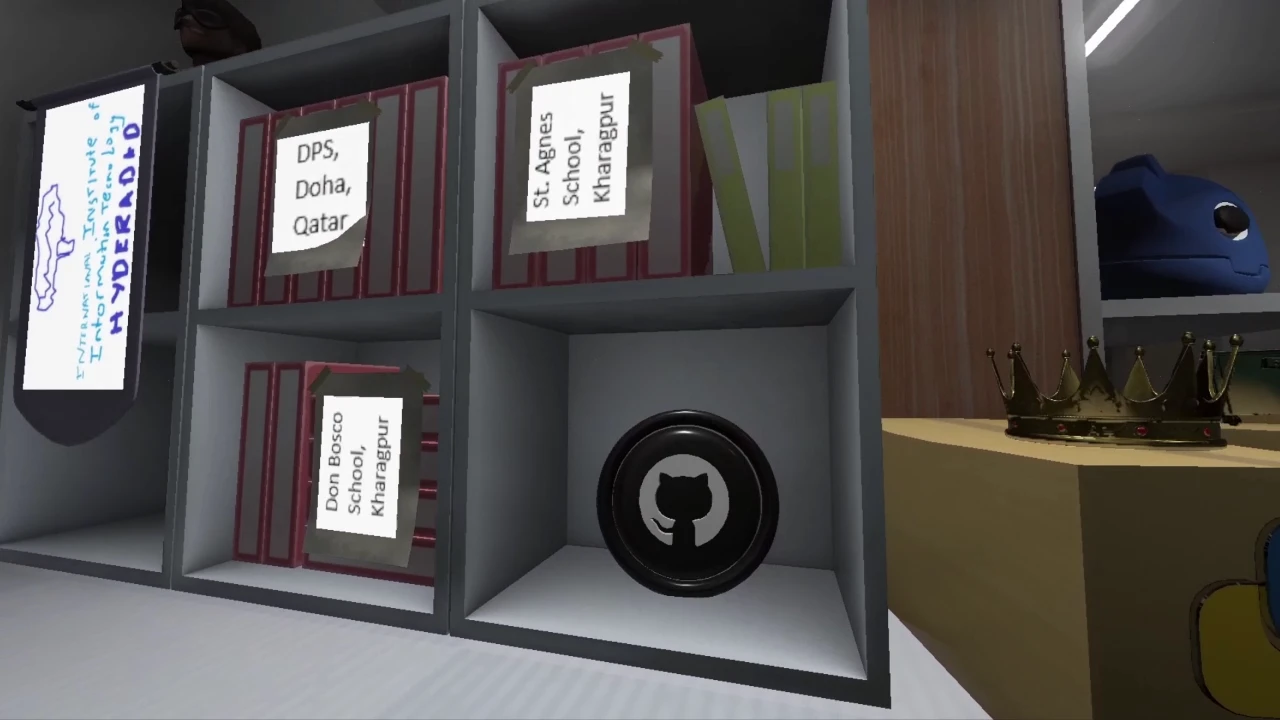 INTERNATIONAL INSTITUTE of
Information Technology
HYDERABAD
DPS,
Doha,
Qatar
St. Agnes
School,
Kharagpur
Don Bosco
School,
Kharagpur